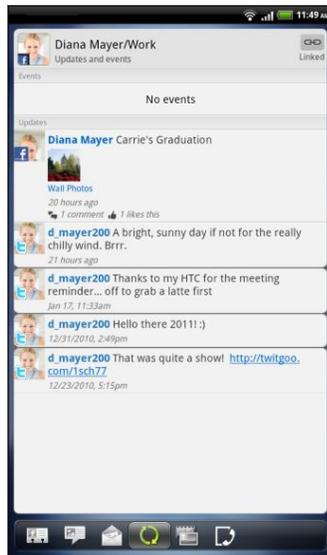 11:49 AM
Diana Mayer/Work
Updates and events
Linked
Events
No events
Updates
Diana Mayer Carrie's Graduation
Wall Photos
20 hours ago
1 comment 1 likes this
d_mayer200 A bright, sunny day if not for the really
chilly wind. Brrr.
21 hours ago
d_mayer200 Thanks to my HTC for the meeting
reminder... off to grab a latte first
Jan 17, 11:33am
d_mayer200 Hello there 2011! :)
12/31/2010, 2:49pm
d_mayer200 That was quite a show! http://twitgoo.
com/1sch77
12/23/2010, 5:15pm